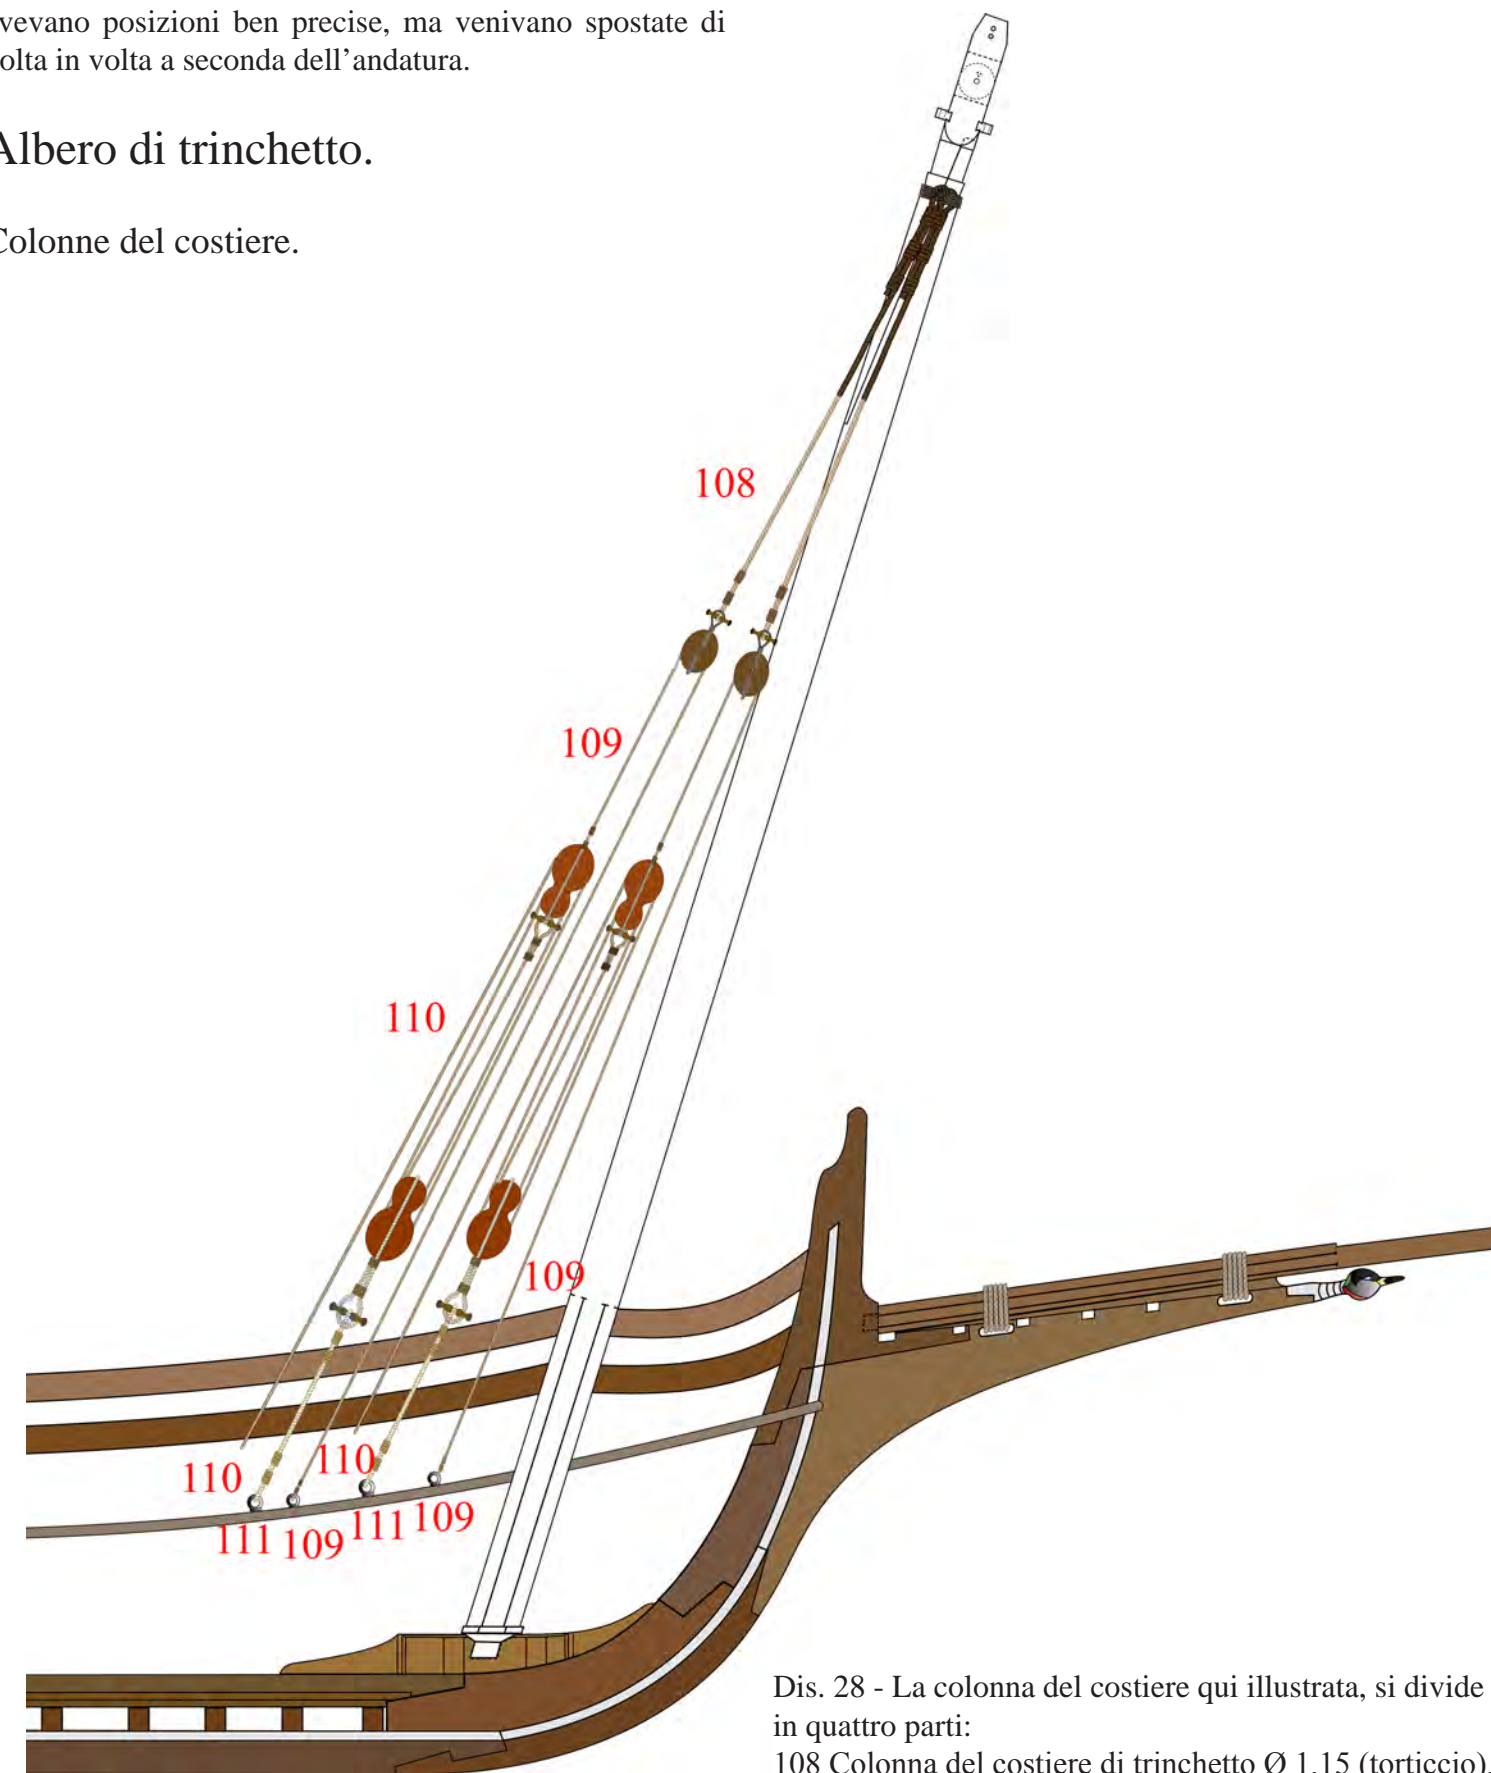 vevano posizioni ben precise, ma venivano spostate di
olta in volta a seconda dell’andatura.
Albero di trinchetto.
Colonne del costiere.
108
109
110
109
110
110
111
109
111
109
Dis. 28 - La colonna del costiere qui illustrata, si divide
in quattro parti:
108 Colonna del costiere di trinchetto Ø 1,15 (torticcio).